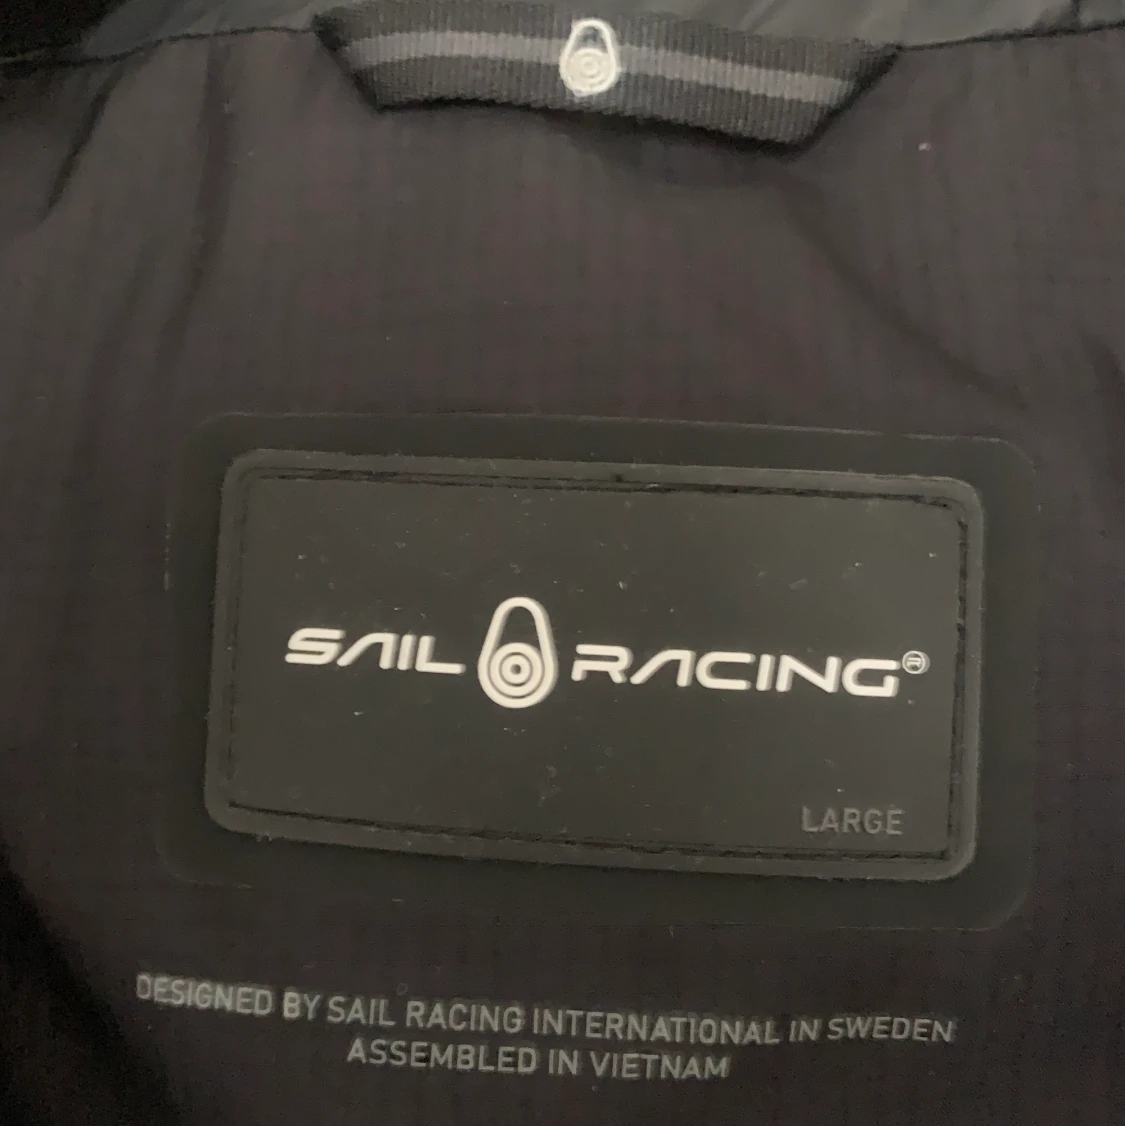 SAIL RACING®
LARGE
DESIGNED BY SAIL RACING INTERNATIONAL IN SWEDEN
ASSEMBLED IN VIETNAM